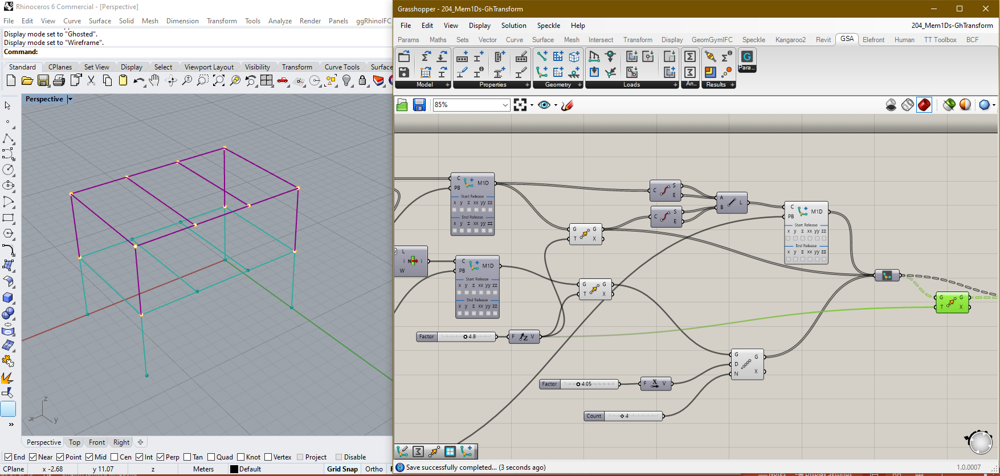 Rhinoceros 6 Commercial - [Perspective]
File Edit View Curve Surface Solid Mesh Dimension Transform Tools Analyze Render Panels ggRhinoIFC
Display mode set to "Ghosted".
Display mode set to "Wireframe".
Command:
Standard CPlanes Set View Display Select Viewport Layout Visibility Transform Curve Tools Surface
Perspective
z
x
y
Perspective Top Front Right
End Near Point Mid Cen Int Perp Tan Quad Knot Vertex Project Disable
CPlane x -2.68 y 11.07 z Meters Default Grid Snap Ortho
Grasshopper - 204_Mem1Ds-GhTransform
File Edit View Display Solution Speckle Help 204_Mem1Ds-GhTransform
Params Maths Sets Vector Curve Surface Mesh Intersect Transform Display GeomGymIFC Speckle Kangaroo2 Revit GSA Elefront Human TT Toolbox BCF
G
Para...
Model Properties Geometry Loads An... Results
85%
C M1D
PB
Start Release
x y z xx yy zz
End Release
x y z xx yy zz
C S
E
C S
E
A L
B
C M1D
PB
Start Release
x y z xx yy zz
End Release
x y z xx yy zz
G G
T X
L
i N i
W
C M1D
PB
Start Release
x y z xx yy zz
End Release
x y z xx yy zz
G G
T X
G G
T X
Factor 4.8
F Z V
G G
D
N X
Factor 4.05
F X V
Count 4
Save successfully completed... (3 seconds ago) 1.0.0007